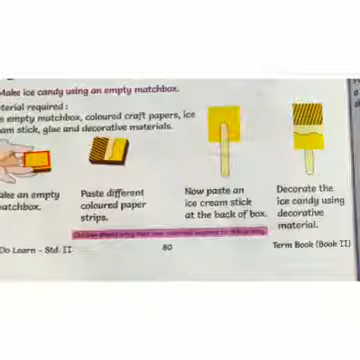 Make ice candy using an empty matchbox.
terial required :
empty matchbox, coloured craft papers, ice
am stick, glue and decorative materials.
ake an empty
atchbox.
Paste different
coloured paper
strips.
Now paste an
ice cream stick
at the back of box.
Decorate the
ice candy using
decorative
material.
Do Learn - Std. II
80
Term Book (Book II)